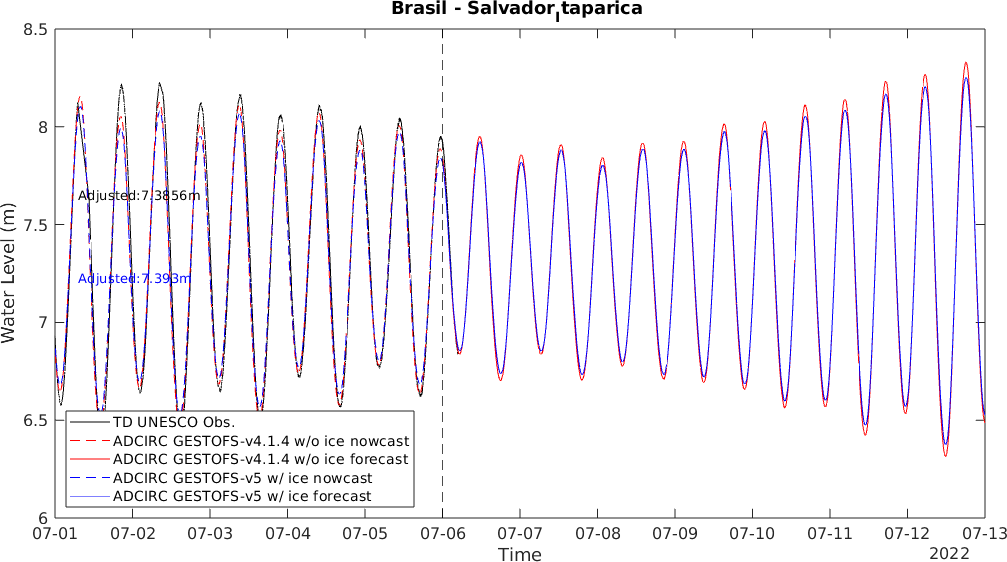 Brasil - Salvador_Itaparica
8.5
8
7.5
7
6.5
6
Water Level (m)
Adjusted:7.3856m
Adjusted:7.393m
TD UNESCO Obs.
ADCIRC GESTOFS-v4.1.4 w/o ice nowcast
ADCIRC GESTOFS-v4.1.4 w/o ice forecast
ADCIRC GESTOFS-v5 w/ ice nowcast
ADCIRC GESTOFS-v5 w/ ice forecast
07-01 07-02 07-03 07-04 07-05 07-06 07-07 07-08 07-09 07-10 07-11 07-12 07-13
Time
2022